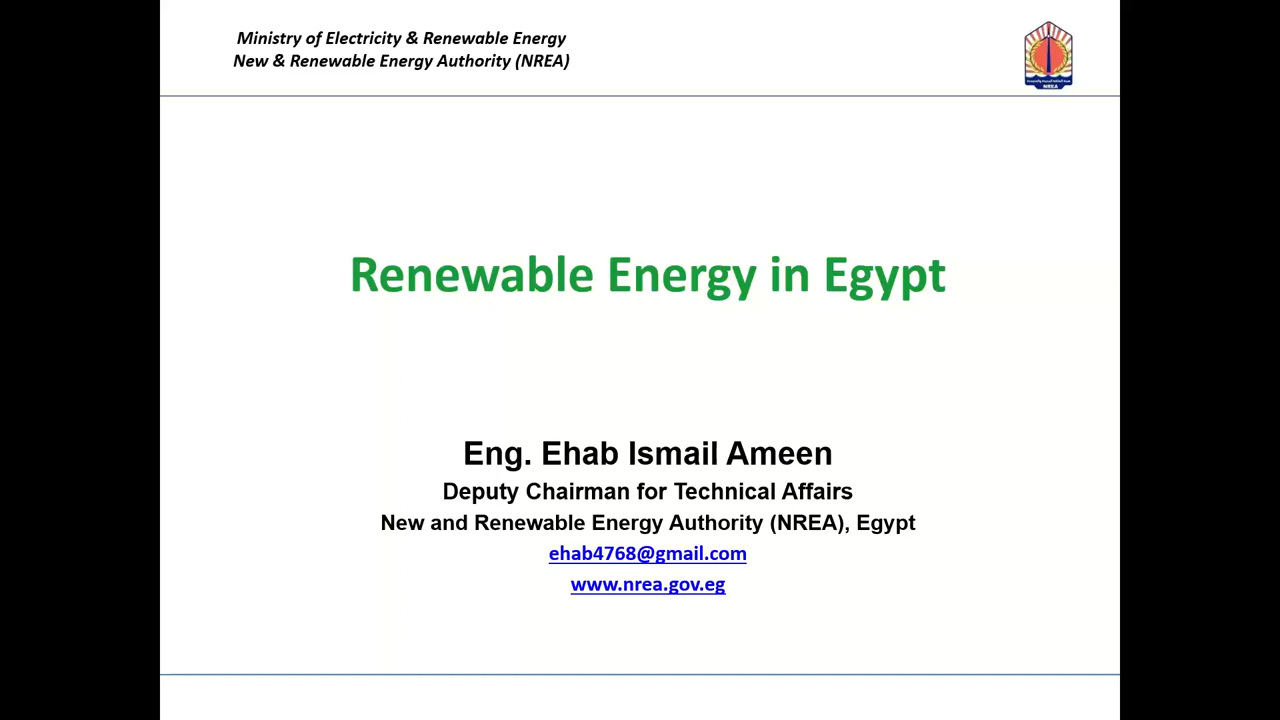 Ministry of Electricity & Renewable Energy
New & Renewable Energy Authority (NREA)
NREA
Renewable Energy in Egypt
Eng. Ehab Ismail Ameen
Deputy Chairman for Technical Affairs
New and Renewable Energy Authority (NREA), Egypt
ehab4768@gmail.com
www.nrea.gov.eg